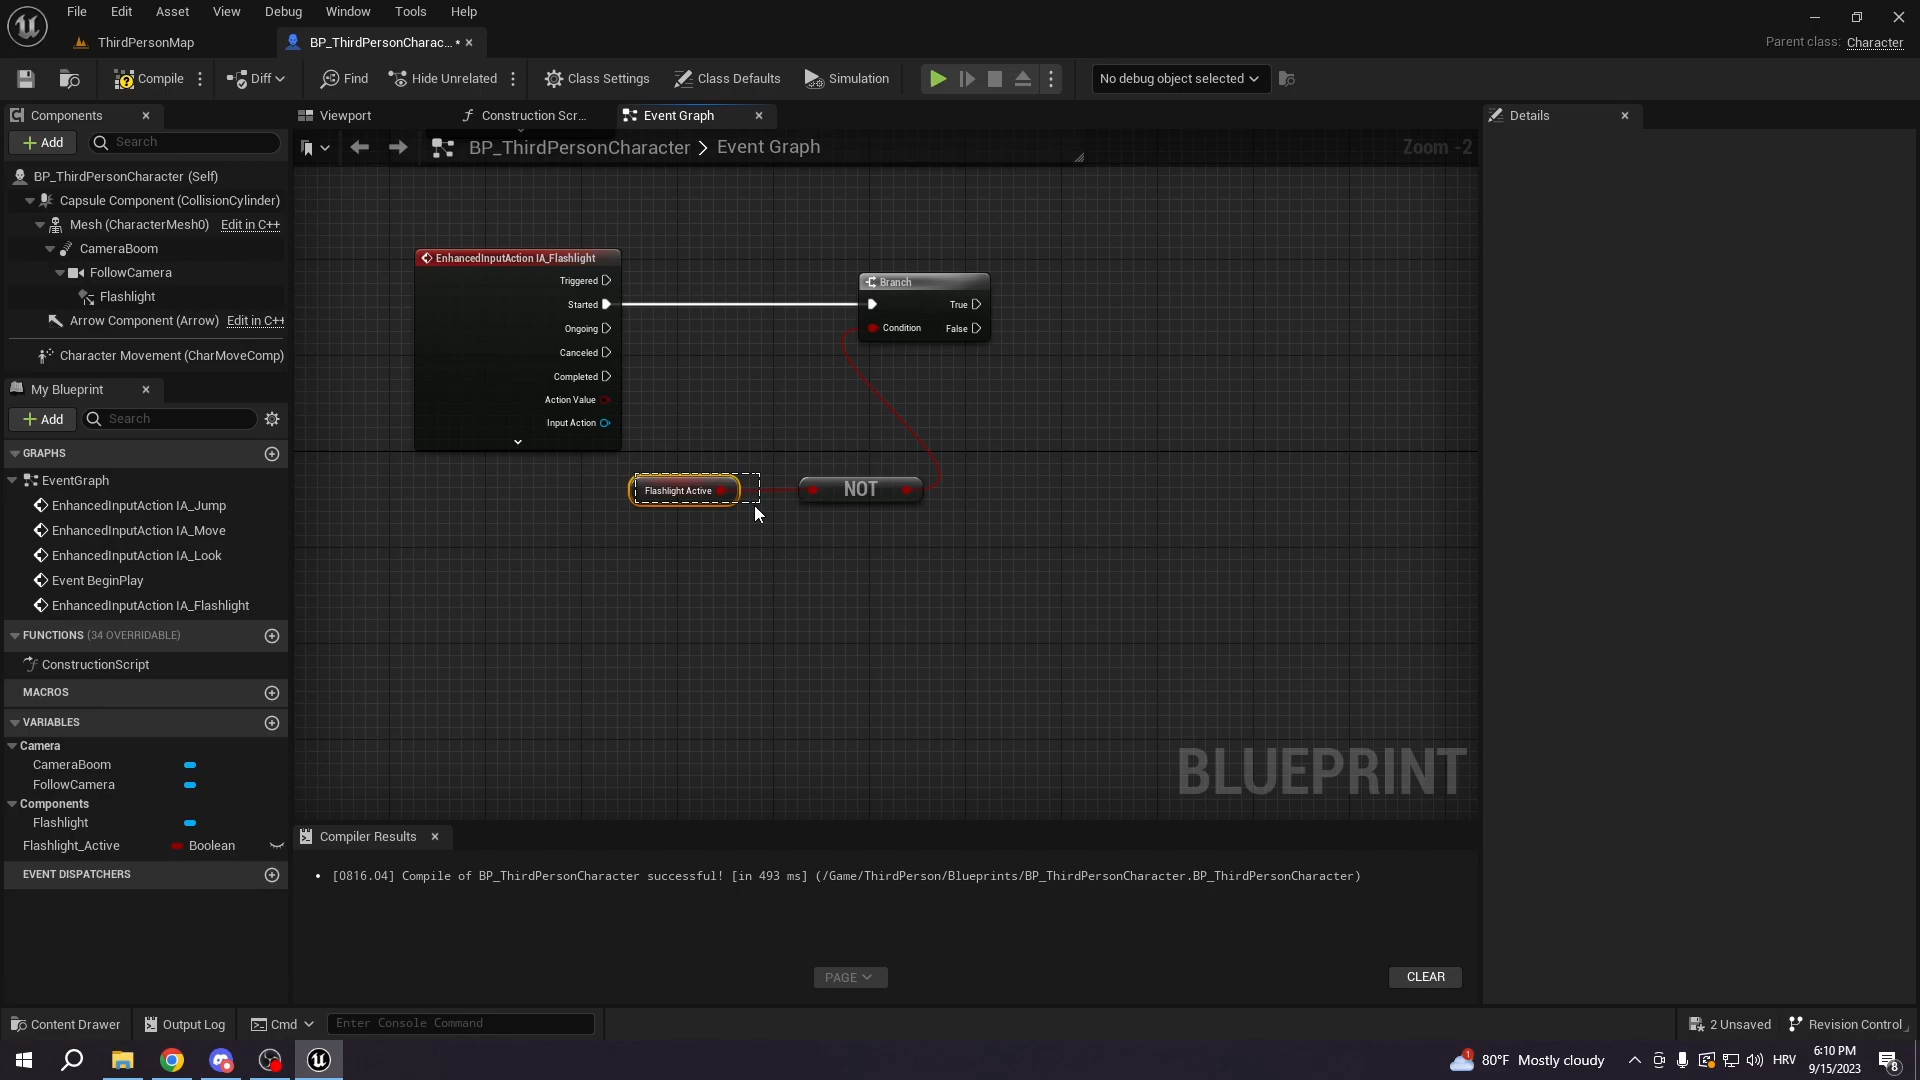 File Edit Asset View Debug Window Tools Help
ThirdPersonMap
BP_ThirdPersonCharac... •
Parent class: Character
Compile
Diff
Find
Hide Unrelated
Class Settings
Class Defaults
Simulation
No debug object selected
Components
Add
Search
BP_ThirdPersonCharacter (Self)
Capsule Component (CollisionCylinder)
Mesh (CharacterMesh0) Edit in C++
CameraBoom
FollowCamera
Flashlight
Arrow Component (Arrow) Edit in C++
Character Movement (CharMoveComp)
My Blueprint
Add
Search
GRAPHS
EventGraph
EnhancedInputAction IA_Jump
EnhancedInputAction IA_Move
EnhancedInputAction IA_Look
Event BeginPlay
EnhancedInputAction IA_Flashlight
FUNCTIONS (34 OVERRIDABLE)
ConstructionScript
MACROS
VARIABLES
Camera
CameraBoom
FollowCamera
Components
Flashlight
Flashlight_Active Boolean
EVENT DISPATCHERS
Viewport
Construction Scr...
Event Graph
BP_ThirdPersonCharacter > Event Graph
Zoom -2
EnhancedInputAction IA_Flashlight
Triggered
Started
Ongoing
Canceled
Completed
Action Value
Input Action
Branch
True
Condition False
Flashlight Active
NOT
BLUEPRINT
Compiler Results
• [0816.04] Compile of BP_ThirdPersonCharacter successful! [in 493 ms] (/Game/ThirdPerson/Blueprints/BP_ThirdPersonCharacter.BP_ThirdPersonCharacter)
PAGE
CLEAR
Details
Content Drawer
Output Log
Cmd
Enter Console Command
2 Unsaved
Revision Control
1
80°F Mostly cloudy
HRV
6:10 PM
9/15/2023
8